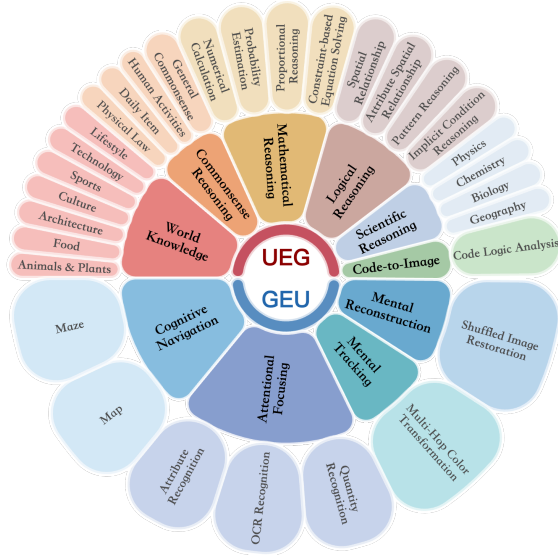 UEG
GEU
World
Knowledge
Commonsense
Reasoning
Mathematical
Reasoning
Logical
Reasoning
Scientific
Reasoning
Code-to-Image
Mental
Reconstruction
Mental
Tracking
Attentional
Focusing
Cognitive
Navigation
Animals & Plants
Food
Architecture
Culture
Sports
Technology
Lifestyle
Physical Law
Daily Item
Human Activities
General
Commonsense
Numerical
Calculation
Probability
Estimation
Proportional
Reasoning
Constraint-based
Equation Solving
Spatial
Relationship
Attribute Spatial
Relationship
Pattern Reasoning
Implicit Condition
Reasoning
Physics
Chemistry
Biology
Geography
Code Logic Analysis
Shuffled Image
Restoration
Multi-Hop Color
Transformation
Quantity
Recognition
OCR Recognition
Attribute
Recognition
Map
Maze